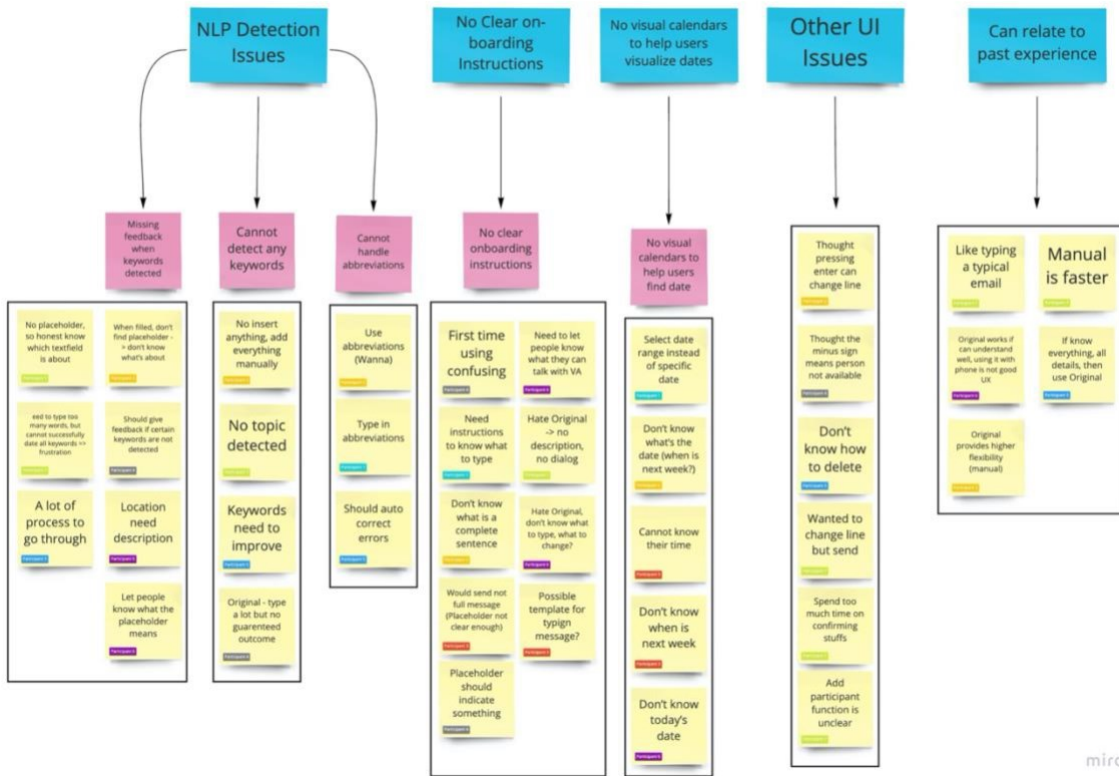 NLP Detection
Issues
No Clear on-
boarding
Instructions
No visual calendars
to help users
visualize dates
Other UI
Issues
Can relate to
past experience
Missing
feedback
when
keywords
detected
Cannot
detect any
keywords
Cannot
handle
abbreviations
No clear
onboarding
instructions
No visual
calendars to
help users
find date
No placeholder,
so honest know
which textfield
is about
When filled, don't
find placeholder -
> don't know
what's about
eed to type too
many words, but
cannot successfully
date all keywords =>
frustration
Should give
feedback if certain
keywords are not
detected
A lot of
process to
go through
Location
need
description
Let people
know what the
placeholder
means
No insert
anything, add
everything
manually
No topic
detected
Keywords
need to
improve
Original - type
a lot but no
guarenteed
outcome
Use
abbreviations
(Wanna)
Type in
abbreviations
Should auto
correct
errors
First time
using
confusing
Need to let
people know
what they can
talk with VA
Need
instructions
to know what
to type
Hate Original
-> no
description,
no dialog
Don't know
what is a
complete
sentence
Hate Original,
don't know what
to type, what to
change?
Would send not
full message
(Placeholder not
clear enough)
Possible
template for
typign
message?
Placeholder
should
indicate
something
Select date
range instead
of specific
date
Don't know
what's the
date (when is
next week?)
Cannot know
their time
Don't know
when is
next week
Don't know
today's
date
Thought
pressing
enter can
change line
Thought the
minus sign
means person
not available
Don't
know how
to delete
Wanted to
change line
but send
Spend too
much time on
confirming
stuffs
Add
participant
function is
unclear
Like typing
a typical
email
Manual
is faster
Original works if
can understand
well, using it with
phone is not good
UX
If know
everything, all
details, then
use Original
Original
provides higher
flexibility
(manual)
miro